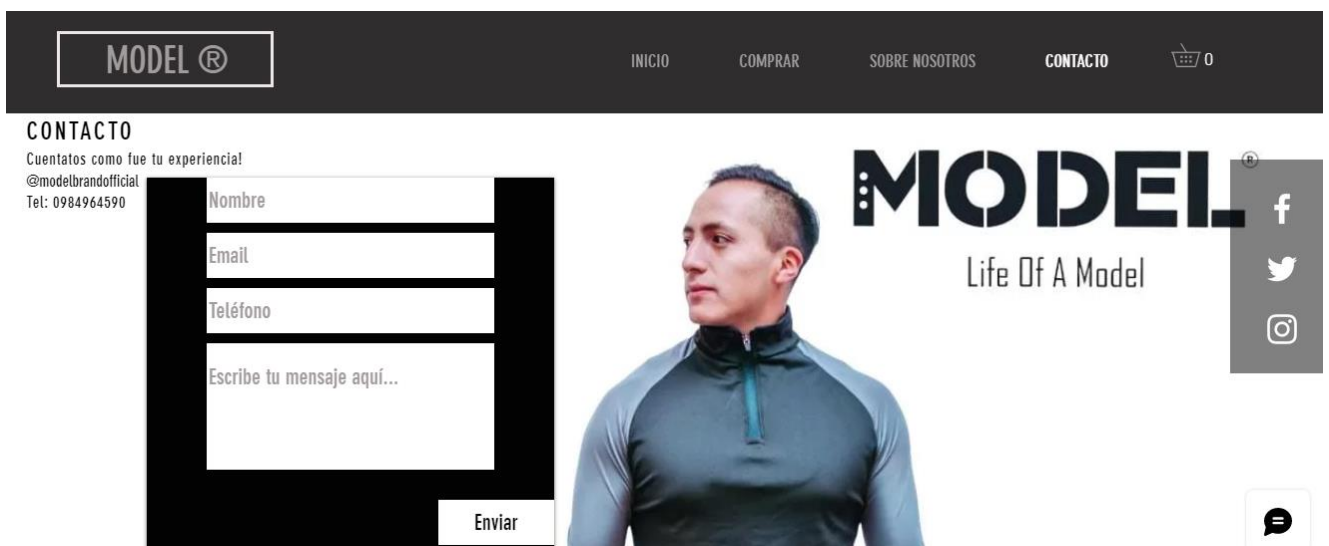 MODEL ®
INICIO
COMPRAR
SOBRE NOSOTROS
CONTACTO
0
CONTACTO
Cuentatos como fue tu experiencia!
@modelbrandofficial
Tel: 0984964590
Nombre
Email
Teléfono
Escribe tu mensaje aquí...
Enviar
MODEL®
Life Of A Model